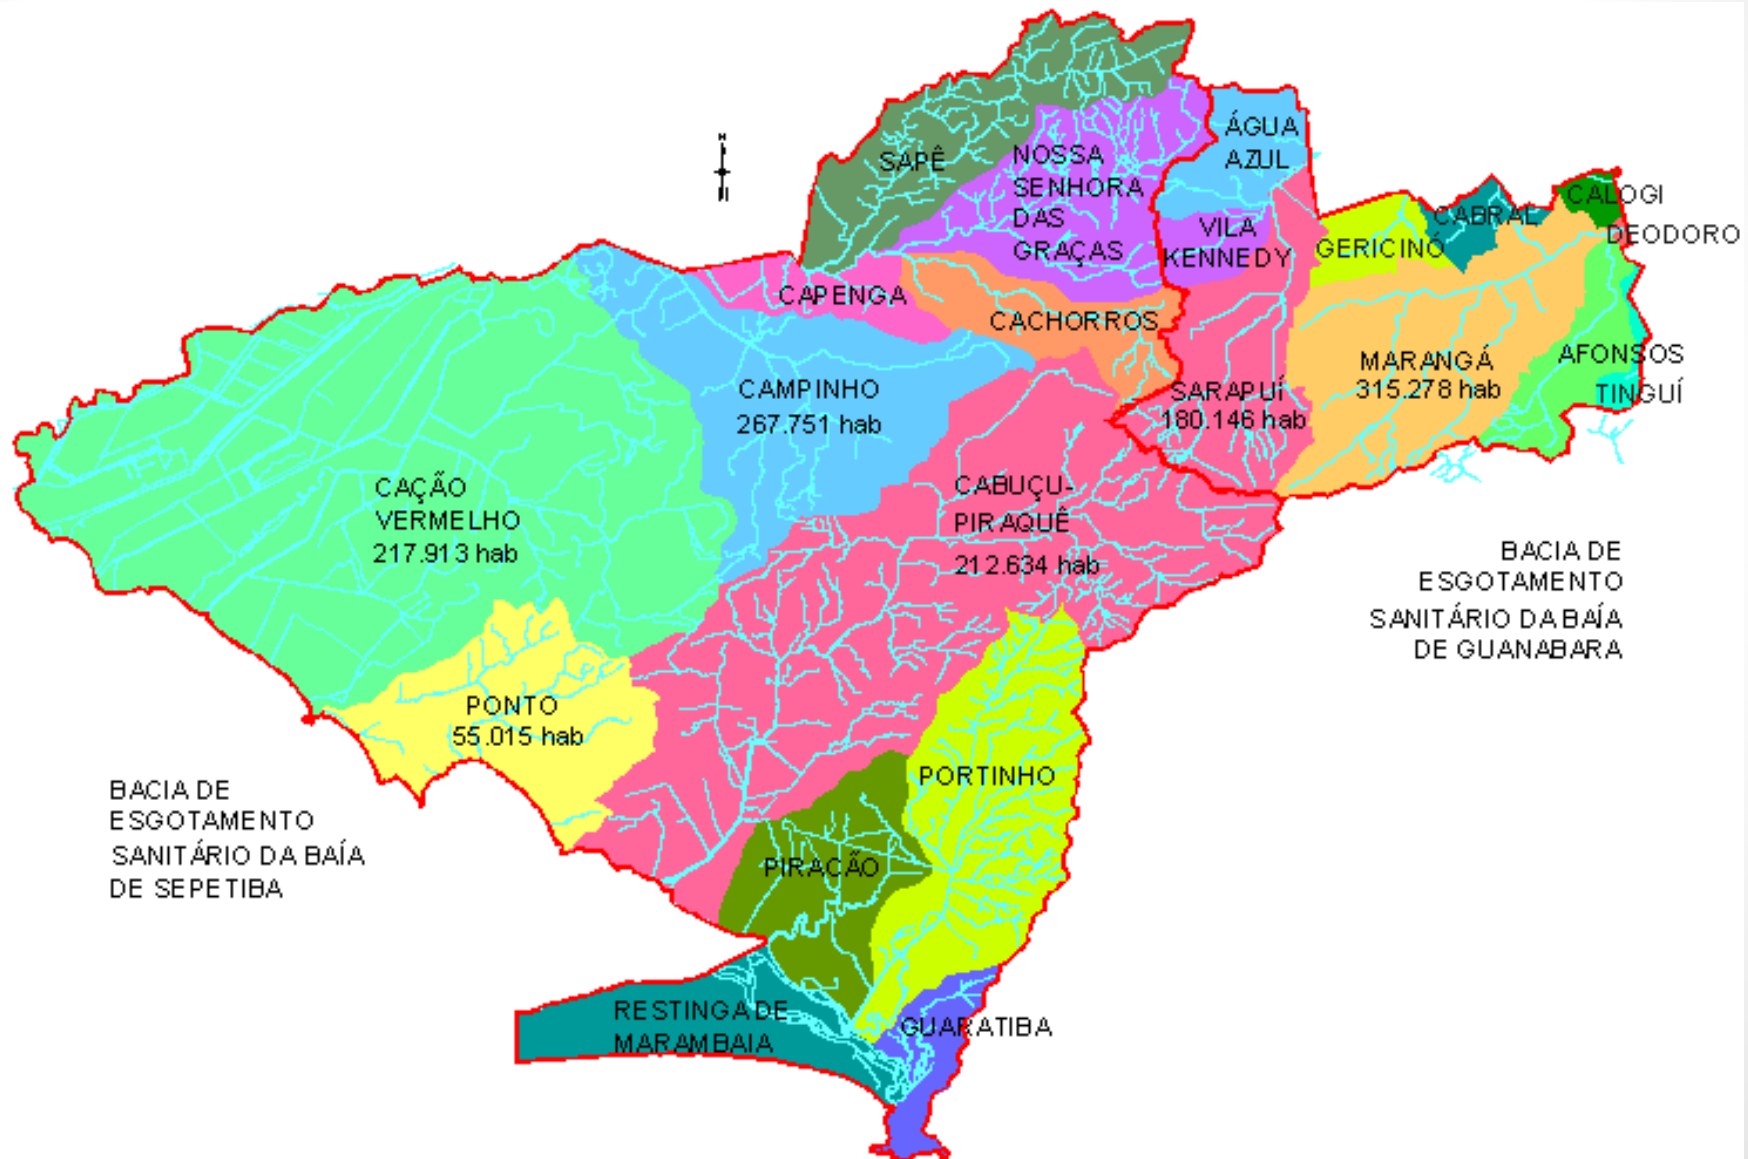 N
SAPÊ
NOSSA
SENHORA
DAS
GRAÇAS
ÁGUA
AZUL
VILA
KENNEDY
GERICINÓ
CABRAL
CALOGI
DEODORO
CAPENGA
CACHORROS
CAMPINHO
267.751 hab
SARAPUÍ
180.146 hab
MARANGÁ
315.278 hab
AFONSOS
TINGUÍ
CAÇÃO
VERMELHO
217.913 hab
CABUÇU-
PIRAQUÊ
212.634 hab
BACIA DE
ESGOTAMENTO
SANITÁRIO DA BAÍA
DE GUANABARA
PONTO
55.015 hab
PORTINHO
BACIA DE
ESGOTAMENTO
SANITÁRIO DA BAÍA
DE SEPETIBA
PIRACÃO
RESTINGA DE
MARAMBAIA
GUARATIBA